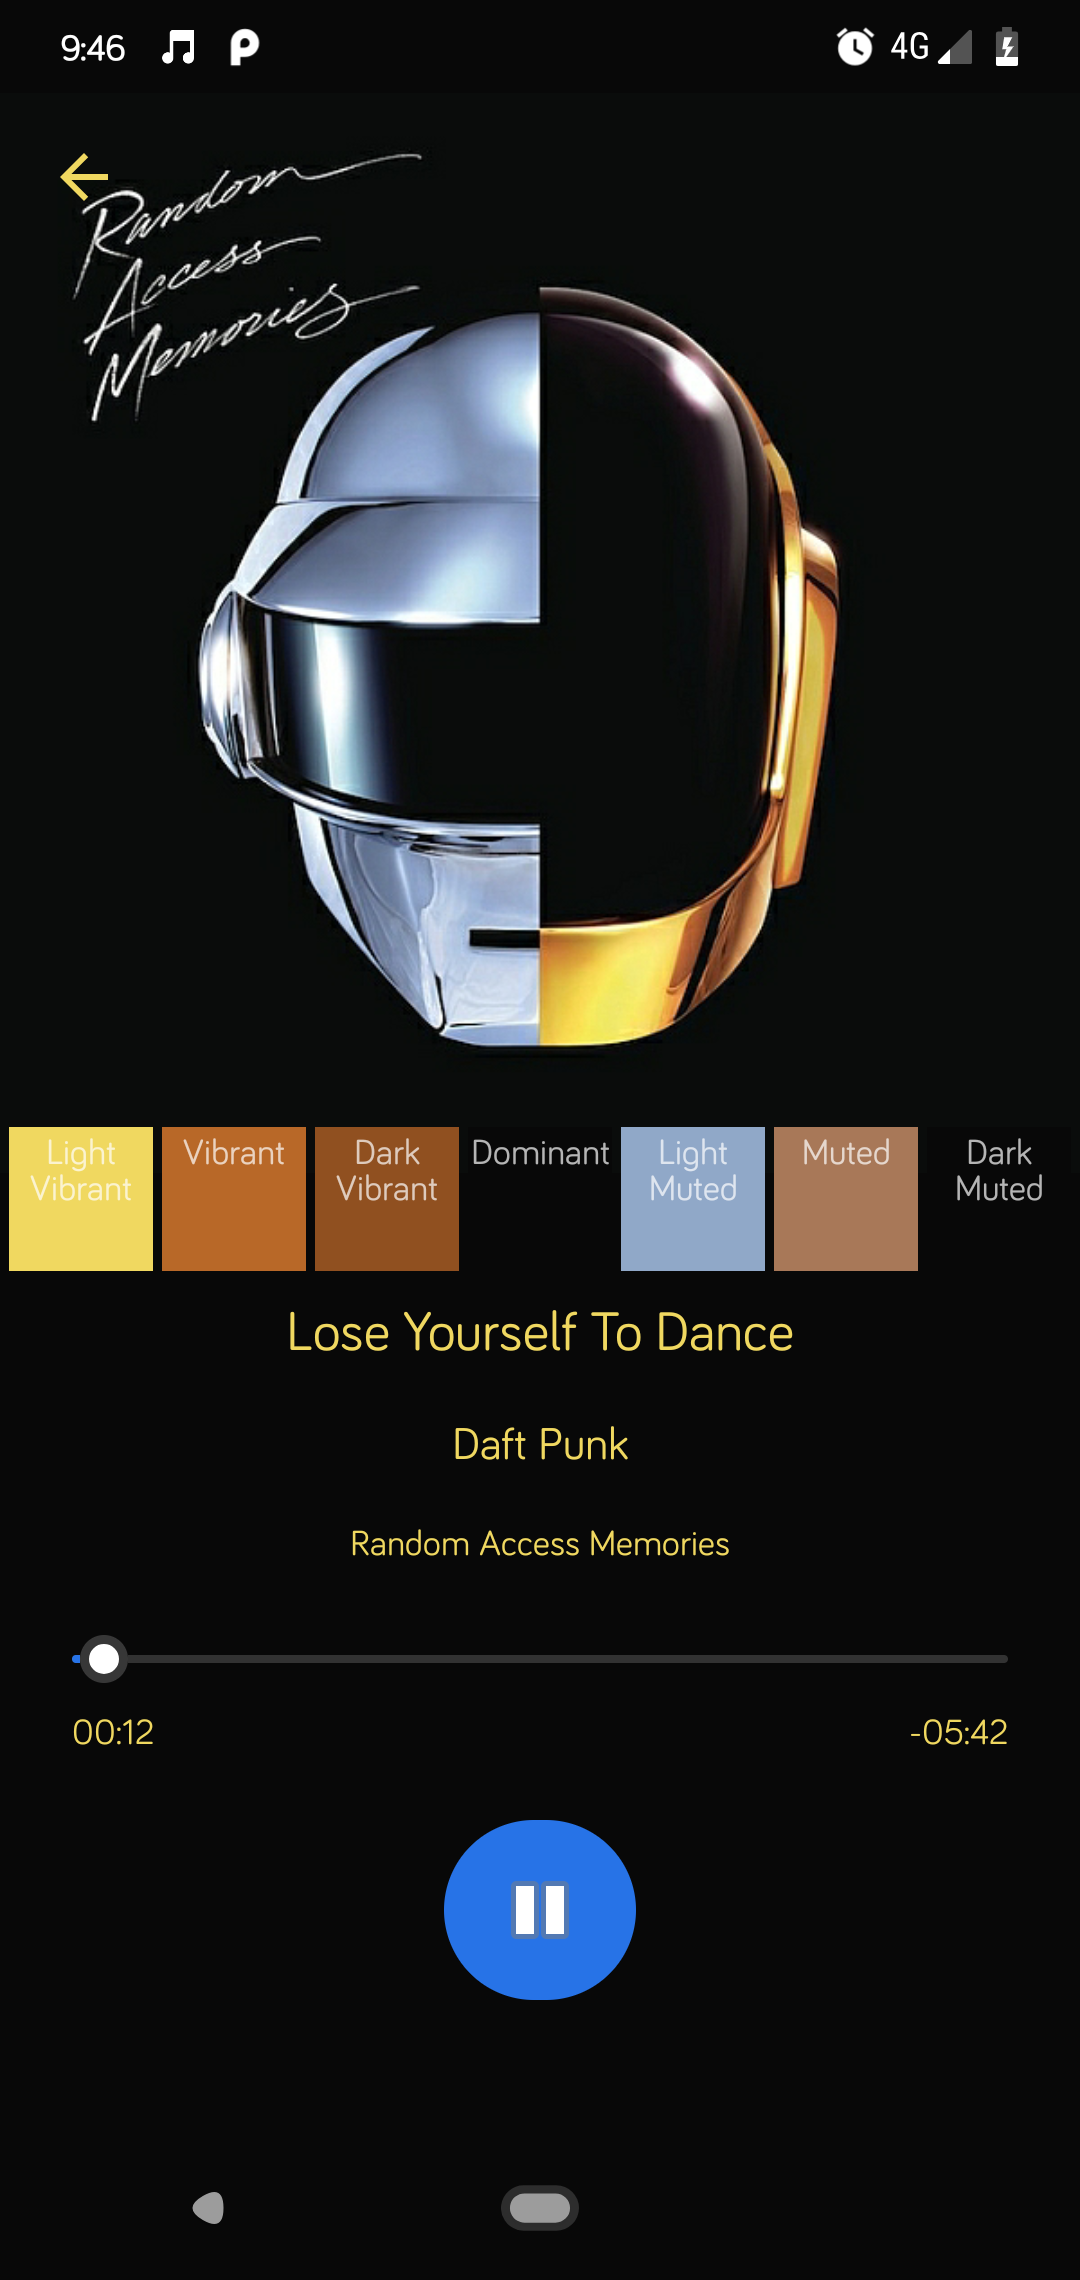 9:46
4G
Random
Access
Memories
Light
Vibrant
Vibrant
Dark
Vibrant
Dominant
Light
Muted
Muted
Dark
Muted
Lose Yourself To Dance
Daft Punk
Random Access Memories
00:12
-05:42